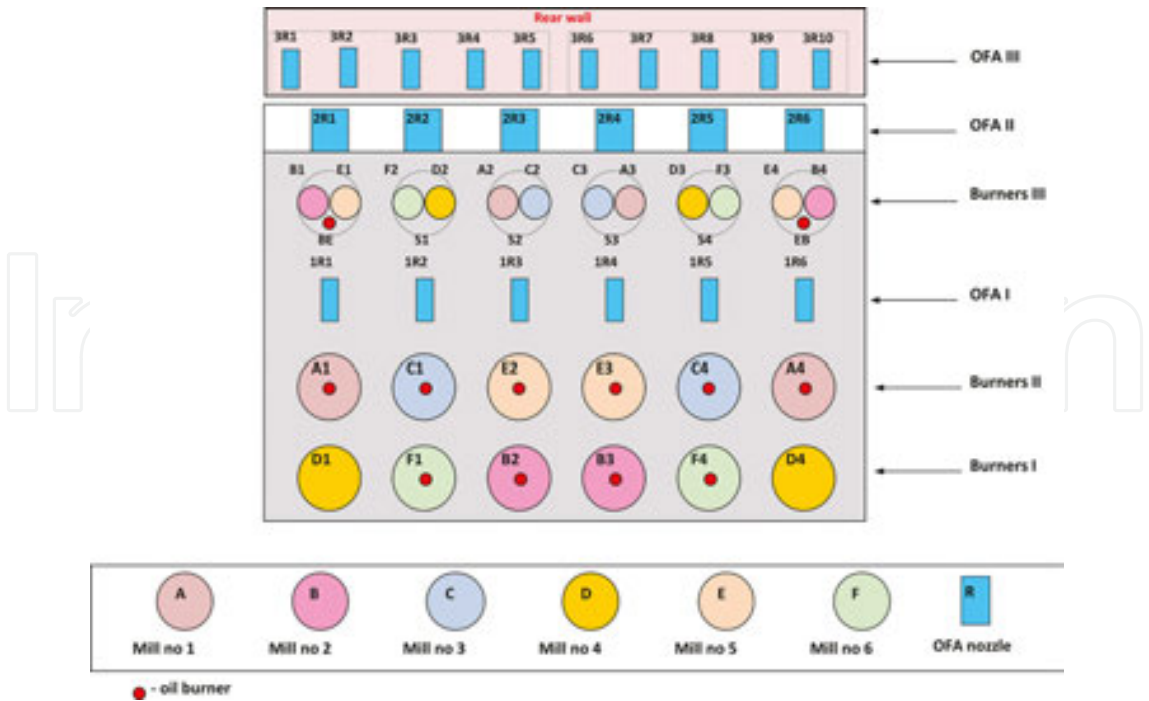 Rear wall
3R1 3R2 3R3 3R4 3R5 3R6 3R7 3R8 3R9 3R10
OFA III
2R1 2R2 2R3 2R4 2R5 2R6
OFA II
B1 E1 F2 D2 A2 C2 C3 A3 D3 F3 E4 B4
Burners III
BE S1 S2 S3 S4 EB
1R1 1R2 1R3 1R4 1R5 1R6
OFA I
A1 C1 E2 E3 C4 A4
Burners II
D1 F1 B2 B3 F4 D4
Burners I
A B C D E F R
Mill no 1 Mill no 2 Mill no 3 Mill no 4 Mill no 5 Mill no 6 OFA nozzle
- oil burner